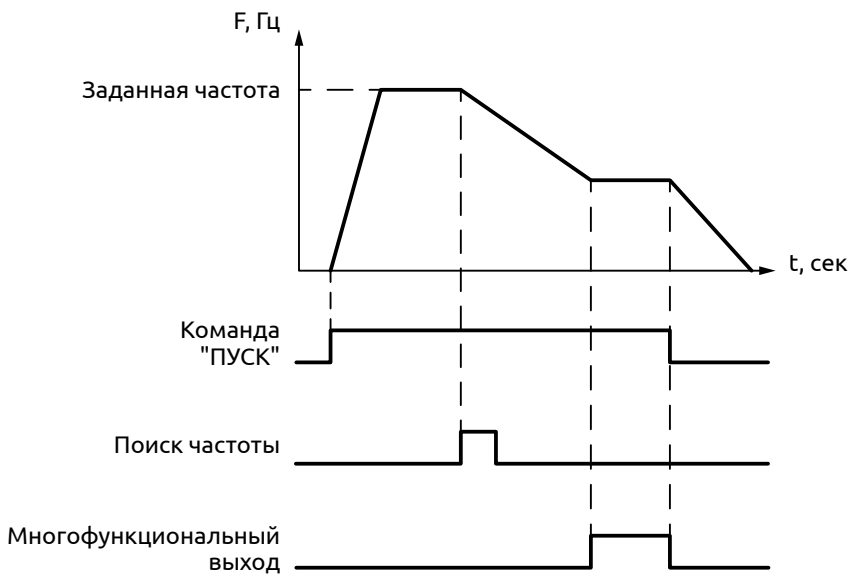 F, Гц
Заданная частота
t, сек
Команда
"ПУСК"
Поиск частоты
Многофункциональный
выход